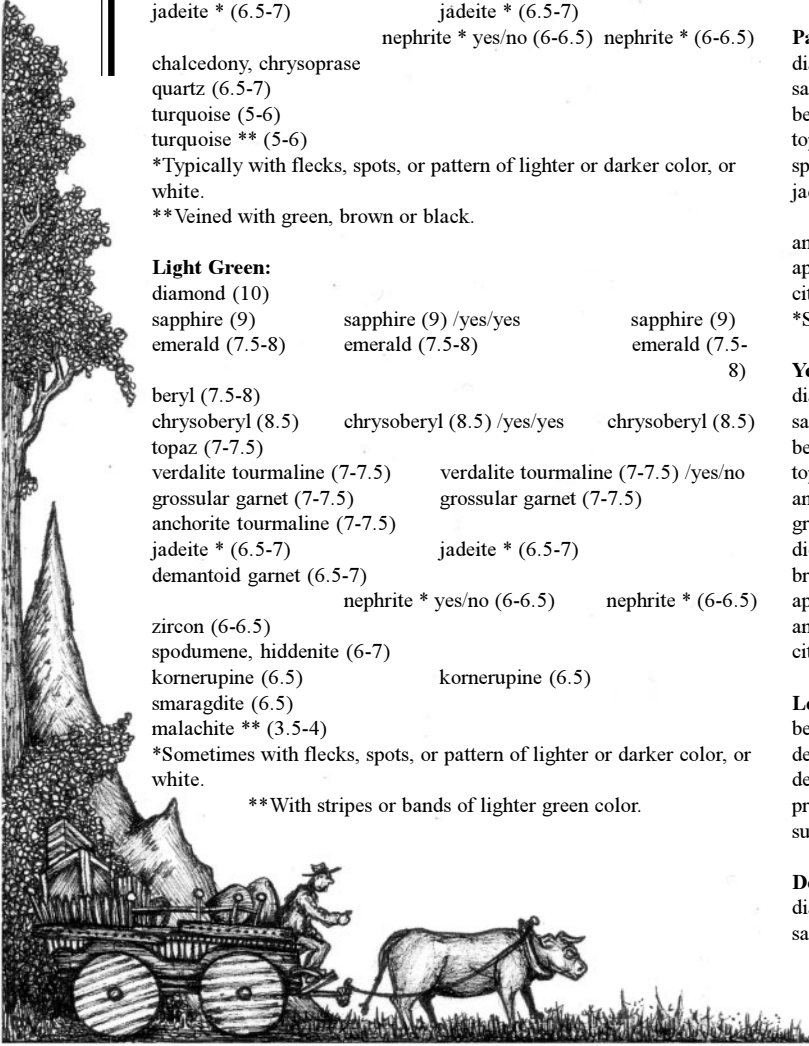 jadeite * (6.5-7) jadeite * (6.5-7)
nephrite * yes/no (6-6.5) nephrite * (6-6.5)
chalcedony, chrysoprase
quartz (6.5-7)
turquoise (5-6)
turquoise ** (5-6)
*Typically with flecks, spots, or pattern of lighter or darker color, or
white.
**Veined with green, brown or black.
Light Green:
diamond (10)
sapphire (9) sapphire (9) /yes/yes sapphire (9)
emerald (7.5-8) emerald (7.5-8) emerald (7.5-
8)
beryl (7.5-8)
chrysoberyl (8.5) chrysoberyl (8.5) /yes/yes chrysoberyl (8.5)
topaz (7-7.5)
verdalite tourmaline (7-7.5) verdalite tourmaline (7-7.5) /yes/no
grossular garnet (7-7.5) grossular garnet (7-7.5)
anchorite tourmaline (7-7.5)
jadeite * (6.5-7) jadeite * (6.5-7)
demantoid garnet (6.5-7)
nephrite * yes/no (6-6.5) nephrite * (6-6.5)
zircon (6-6.5)
spodumene, hiddenite (6-7)
kornerupine (6.5) kornerupine (6.5)
smaragdite (6.5)
malachite ** (3.5-4)
*Sometimes with flecks, spots, or pattern of lighter or darker color, or
white.
**With stripes or bands of lighter green color.